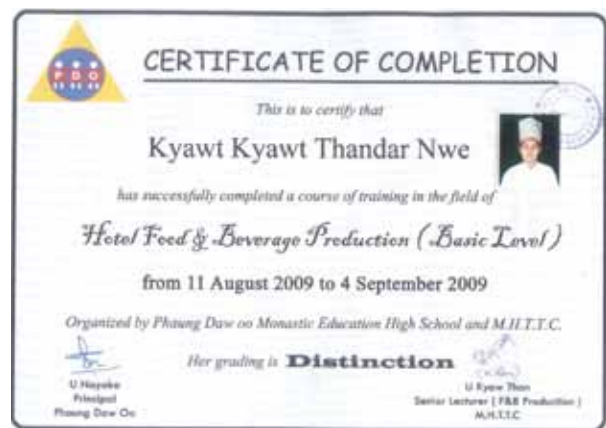 PDO
CERTIFICATE OF COMPLETION
This is to certify that
Kyawt Kyawt Thandar Nwe
has successfully completed a course of training in the field of
Hotel Food & Beverage Production (Basic Level)
from 11 August 2009 to 4 September 2009
Organized by Phaung Daw oo Monastic Education High School and M.H.T.T.C.
Her grading is Distinction
U Nayaka
Principal
Phaung Daw Oo
U Kyaw Than
Senior Lecturer ( F&B Production )
M.H.T.T.C